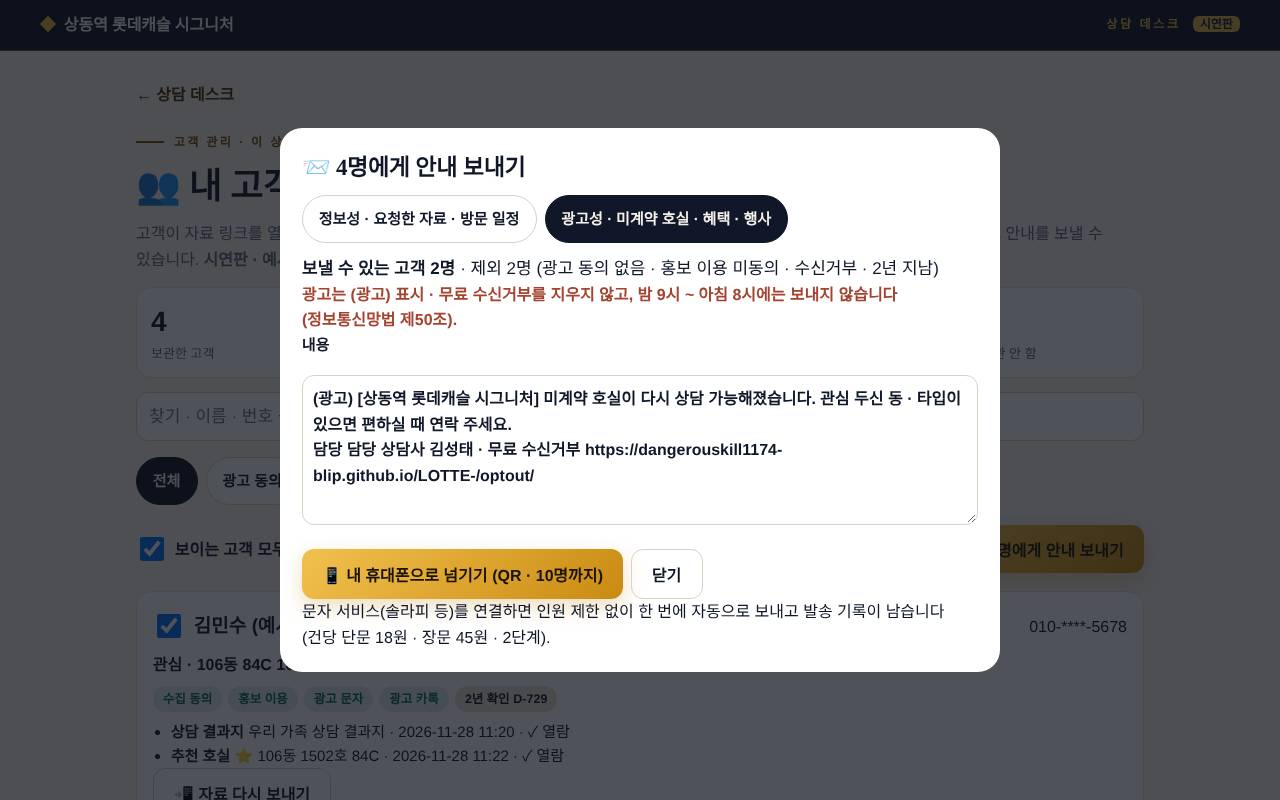 상동역 롯데캐슬 시그니처
상담 데스크 시연판
← 상담 데스크
고객 관리 · 이 상
👥 내 고객
고객이 자료 링크를 열
안내를 보낼 수
있습니다. 시연판 · 예시
4
보관한 고객
안 함
찾기 · 이름 · 번호
전체
광고 동의
보이는 고객 모두
명에게 안내 보내기
📨 4명에게 안내 보내기
정보성 · 요청한 자료 · 방문 일정
광고성 · 미계약 호실 · 혜택 · 행사
보낼 수 있는 고객 2명 · 제외 2명 (광고 동의 없음 · 홍보 이용 미동의 · 수신거부 · 2년 지남)
광고는 (광고) 표시 · 무료 수신거부를 지우지 않고, 밤 9시 ~ 아침 8시에는 보내지 않습니다
(정보통신망법 제50조).
내용
(광고) [상동역 롯데캐슬 시그니처] 미계약 호실이 다시 상담 가능해졌습니다. 관심 두신 동 · 타입이
있으면 편하실 때 연락 주세요.
담당 담당 상담사 김성태 · 무료 수신거부 https://dangerouskill1174-
blip.github.io/LOTTE-/optout/
📱 내 휴대폰으로 넘기기 (QR · 10명까지)
닫기
문자 서비스(솔라피 등)를 연결하면 인원 제한 없이 한 번에 자동으로 보내고 발송 기록이 남습니다
(건당 단문 18원 · 장문 45원 · 2단계).
김민수 (예시
010-****-5678
관심 · 106동 84C
수집 동의 홍보 이용 광고 문자 광고 카톡 2년 확인 D-729
• 상담 결과지 우리 가족 상담 결과지 · 2026-11-28 11:20 · ✓ 열람
• 추천 호실 ⭐ 106동 1502호 84C · 2026-11-28 11:22 · ✓ 열람
📲 자료 다시 보내기